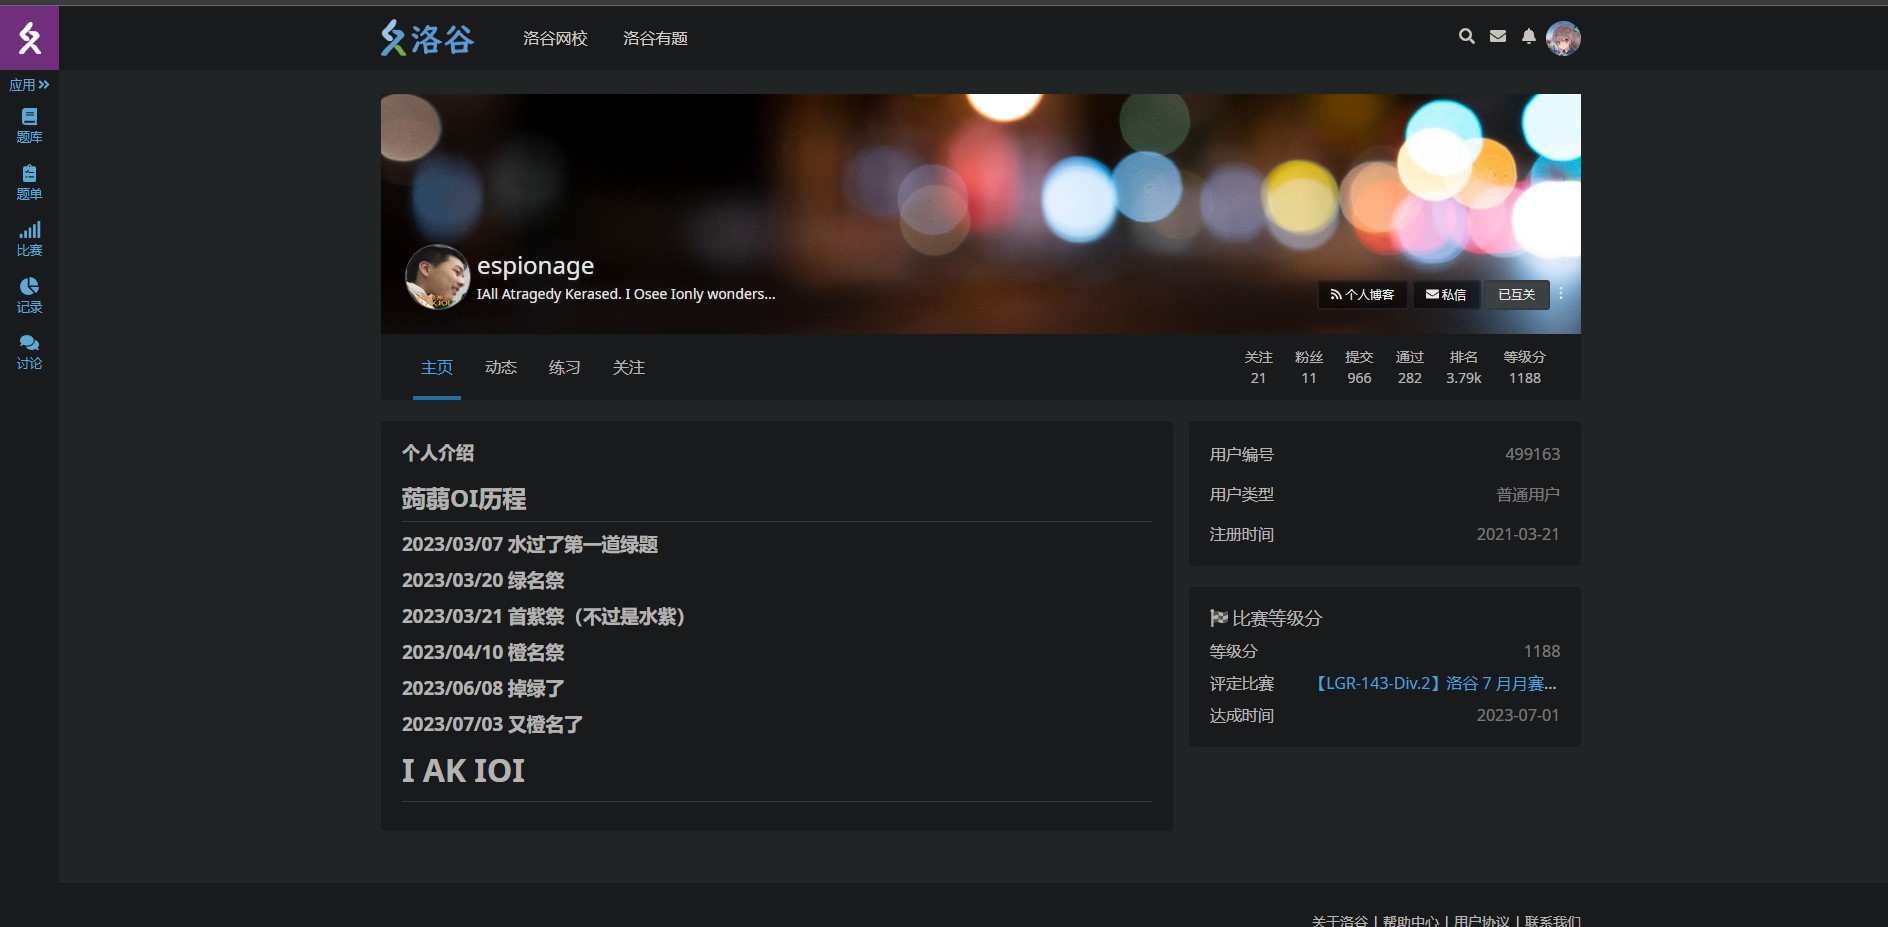 洛谷 洛谷网校 洛谷有题
应用
题库
题单
比赛
记录
讨论
espionage
IAll Atragedy Kerased. I Osee Ionly wonders...
个人博客 私信 已互关
主页 动态 练习 关注
关注 粉丝 提交 通过 排名 等级分
21 11 966 282 3.79k 1188
个人介绍
蒟蒻OI历程
2023/03/07 水过了第一道绿题
2023/03/20 绿名祭
2023/03/21 首紫祭（不过是水紫）
2023/04/10 橙名祭
2023/06/08 掉绿了
2023/07/03 又橙名了
I AK IOI
用户编号 499163
用户类型 普通用户
注册时间 2021-03-21
比赛等级分
等级分 1188
评定比赛 【LGR-143-Div.2】洛谷 7 月月赛...
达成时间 2023-07-01
关于洛谷 | 帮助中心 | 用户协议 | 联系我们